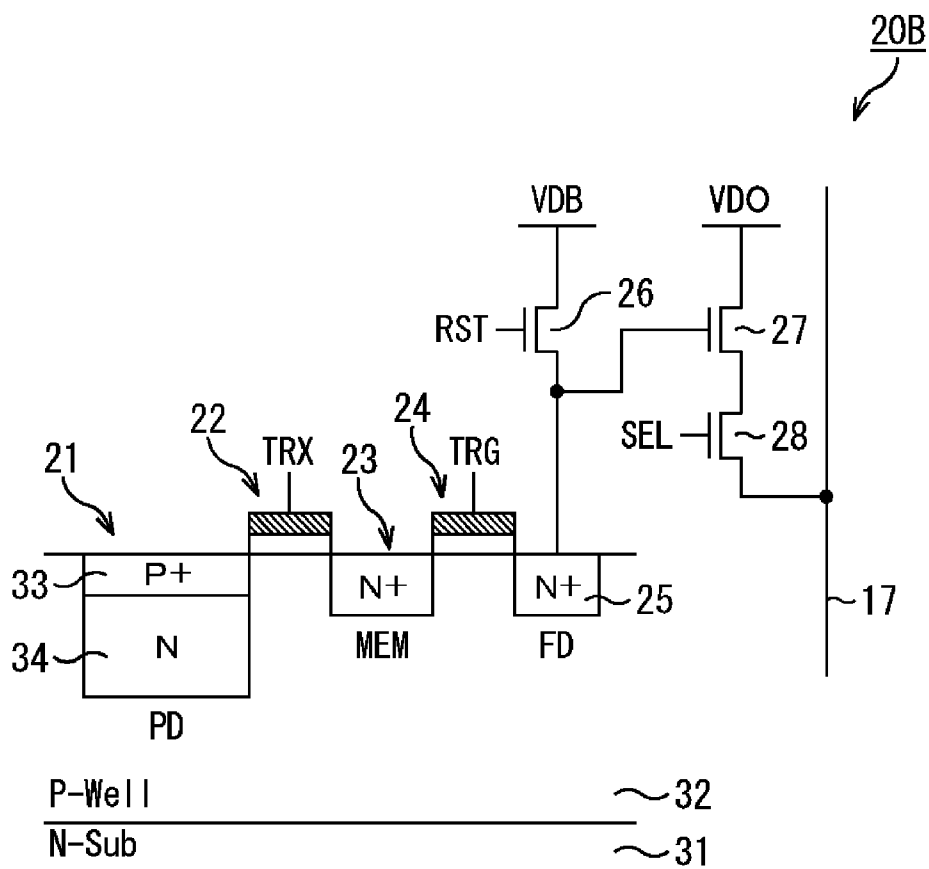 20B
VDB
VDO
RST
26
27
22
TRX
23
24
TRG
SEL
28
21
33
P+
N+
N+
25
17
34
N
MEM
FD
PD
P-Well
32
N-Sub
31